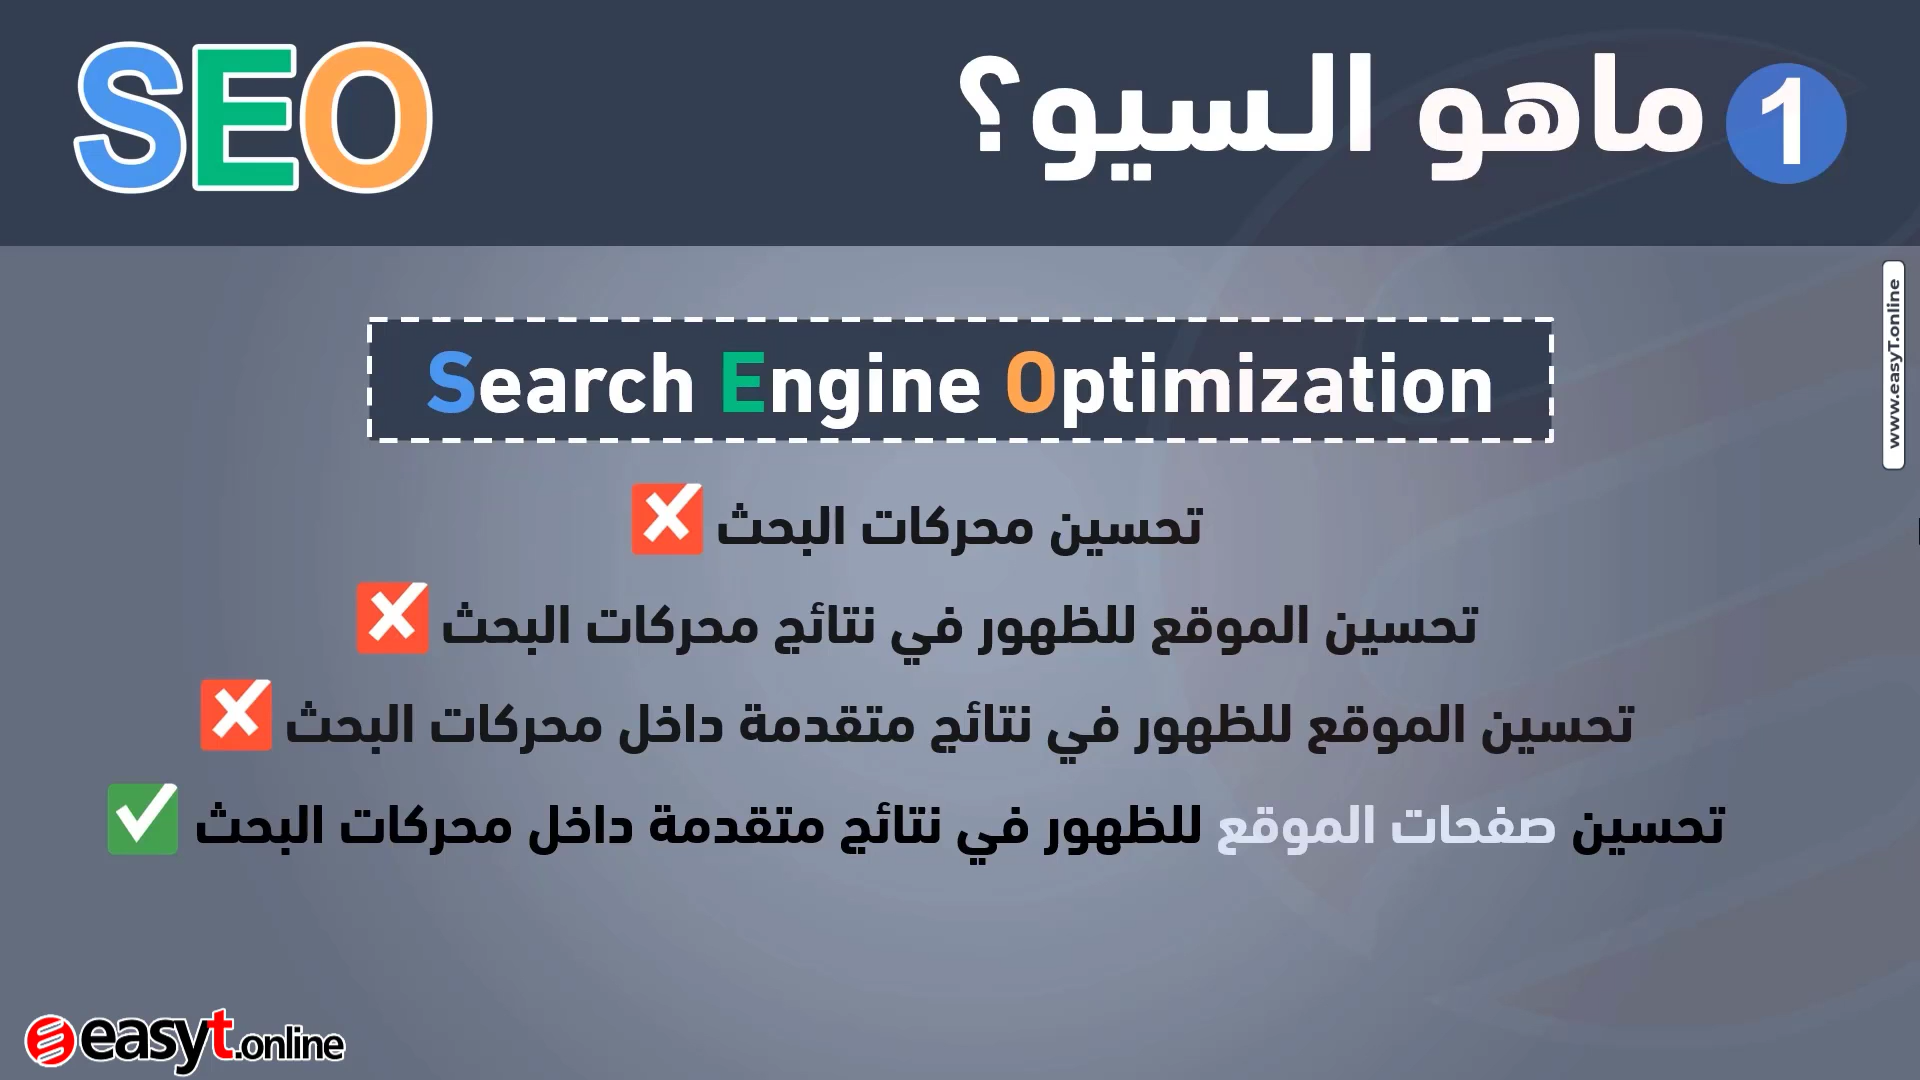 SEO
1 ماهو السيو؟
www.easyT.online
Search Engine Optimization
تحسين محركات البحث
تحسين الموقع للظهور في نتائج محركات البحث
تحسين الموقع للظهور في نتائج متقدمة داخل محركات البحث
تحسين صفحات الموقع للظهور في نتائج متقدمة داخل محركات البحث
easyt.online